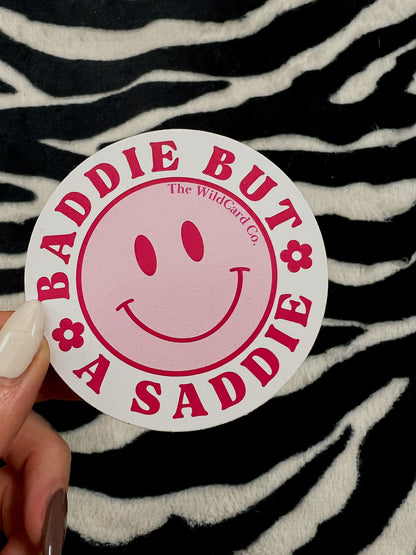 BADDIE BUT
A SADDIE
The WildCard Co.